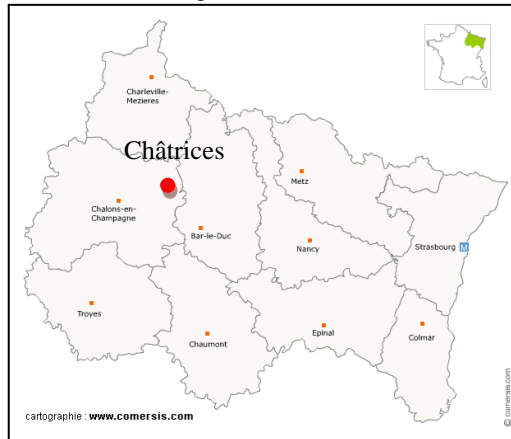 Charleville-
Mezieres
Châtrices
Metz
Chalons-en-
Champagne
Bar-le-Duc
Nancy
Strasbourg M
Troyes
Chaumont
Epinal
Colmar
cartographie : www.comersis.com
© comersis.com